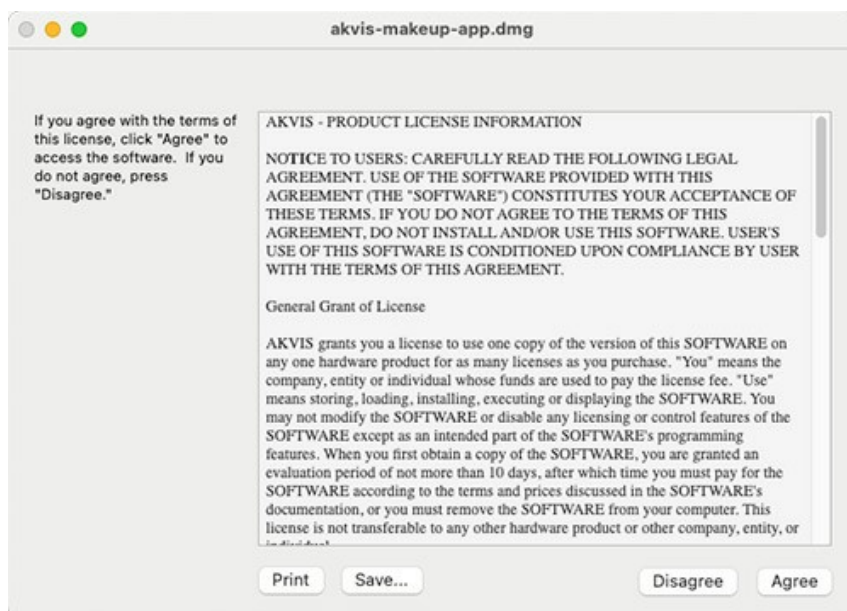 akvis-makeup-app.dmg
If you agree with the terms of
this license, click "Agree" to
access the software.  If you
do not agree, press
"Disagree."
AKVIS - PRODUCT LICENSE INFORMATION
NOTICE TO USERS: CAREFULLY READ THE FOLLOWING LEGAL
AGREEMENT. USE OF THE SOFTWARE PROVIDED WITH THIS
AGREEMENT (THE "SOFTWARE") CONSTITUTES YOUR ACCEPTANCE OF
THESE TERMS. IF YOU DO NOT AGREE TO THE TERMS OF THIS
AGREEMENT, DO NOT INSTALL AND/OR USE THIS SOFTWARE. USER'S
USE OF THIS SOFTWARE IS CONDITIONED UPON COMPLIANCE BY USER
WITH THE TERMS OF THIS AGREEMENT.
General Grant of License
AKVIS grants you a license to use one copy of the version of this SOFTWARE on
any one hardware product for as many licenses as you purchase. "You" means the
company, entity or individual whose funds are used to pay the license fee. "Use"
means storing, loading, installing, executing or displaying the SOFTWARE. You
may not modify the SOFTWARE or disable any licensing or control features of the
SOFTWARE except as an intended part of the SOFTWARE's programming
features. When you first obtain a copy of the SOFTWARE, you are granted an
evaluation period of not more than 10 days, after which time you must pay for the
SOFTWARE according to the terms and prices discussed in the SOFTWARE's
documentation, or you must remove the SOFTWARE from your computer. This
license is not transferable to any other hardware product or other company, entity, or
Print
Save...
Disagree
Agree